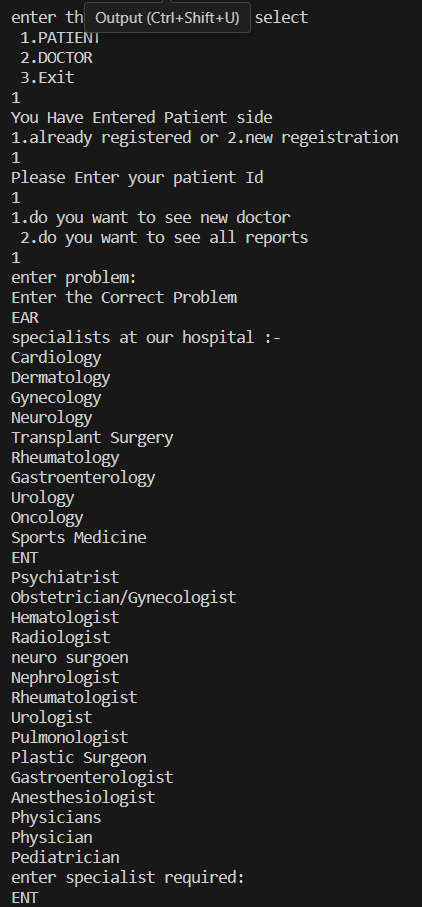 enter th Output (Ctrl+Shift+U) select
1.PATIENT
2.DOCTOR
3.Exit
1
You Have Entered Patient side
1.already registered or 2.new regeistration
1
Please Enter your patient Id
1
1.do you want to see new doctor
2.do you want to see all reports
1
enter problem:
Enter the Correct Problem
EAR
specialists at our hospital :-
Cardiology
Dermatology
Gynecology
Neurology
Transplant Surgery
Rheumatology
Gastroenterology
Urology
Oncology
Sports Medicine
ENT
Psychiatrist
Obstetrician/Gynecologist
Hematologist
Radiologist
neuro surgoen
Nephrologist
Rheumatologist
Urologist
Pulmonologist
Plastic Surgeon
Gastroenterologist
Anesthesiologist
Physicians
Physician
Pediatrician
enter specialist required:
ENT